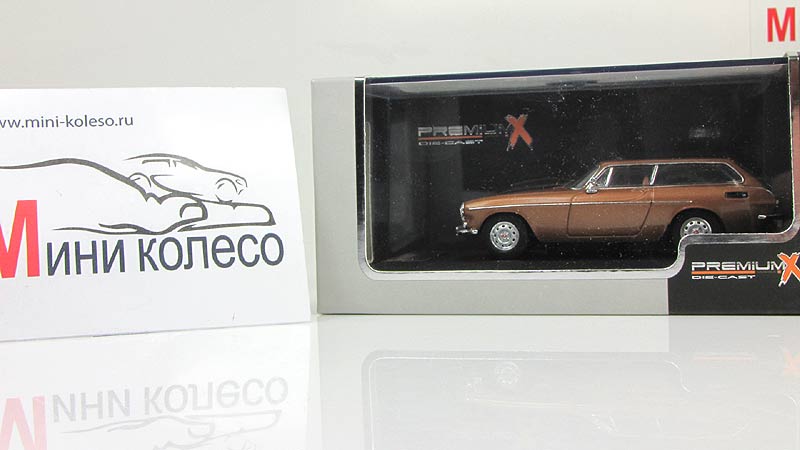 www.mini-koleso.ru
Мини колесо
PREMiUM X
DiE-CAST
PREMiUM X
DiE-CAST
М